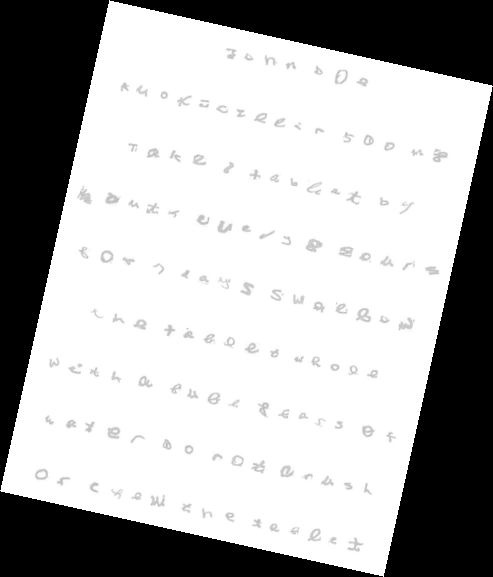 John Doe
Amoxicillin 500 mg
Take 1 tablet by
mouth every 8 hours
for 7 days Swallow
the tablet whole
with a full glass of
water Do not crush
or chew the tablet